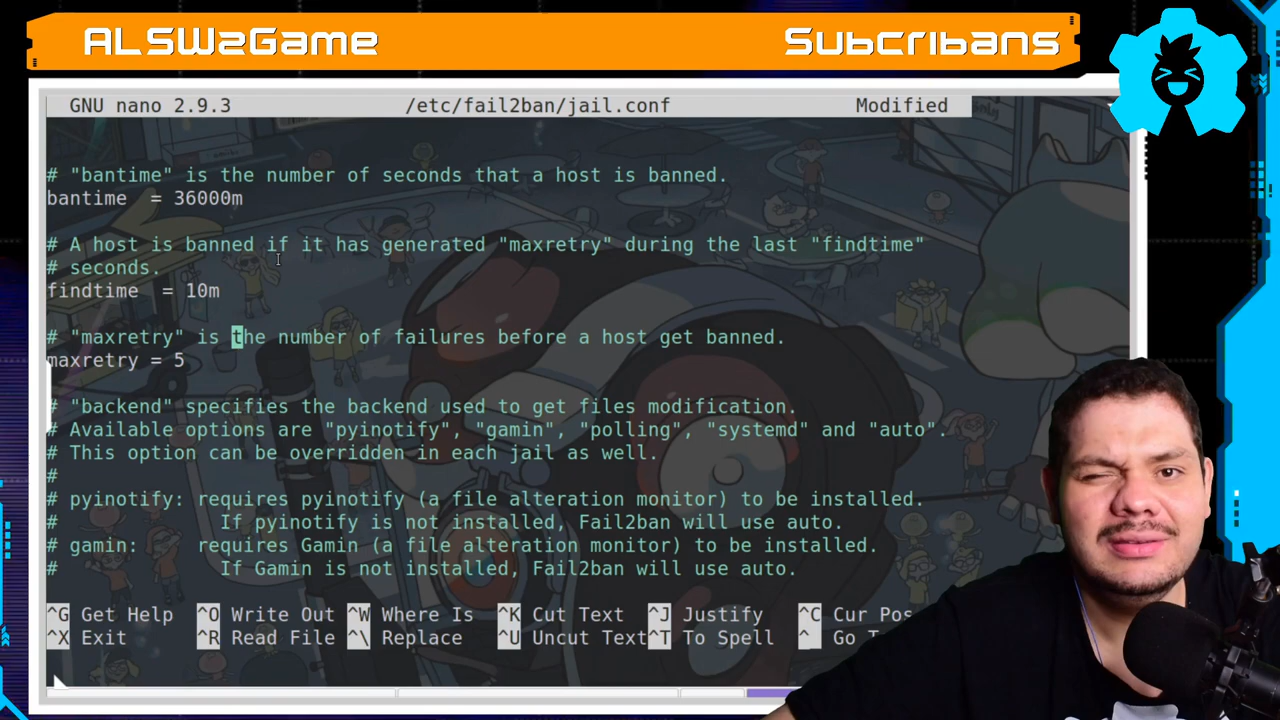 ALSW2Game
Subcribans
GNU nano 2.9.3 /etc/fail2ban/jail.conf Modified
# "bantime" is the number of seconds that a host is banned.
bantime = 36000m
# A host is banned if it has generated "maxretry" during the last "findtime"
# seconds.
findtime = 10m
# "maxretry" is the number of failures before a host get banned.
maxretry = 5
# "backend" specifies the backend used to get files modification.
# Available options are "pyinotify", "gamin", "polling", "systemd" and "auto".
# This option can be overridden in each jail as well.
#
# pyinotify: requires pyinotify (a file alteration monitor) to be installed.
# If pyinotify is not installed, Fail2ban will use auto.
# gamin: requires Gamin (a file alteration monitor) to be installed.
# If Gamin is not installed, Fail2ban will use auto.
^G Get Help ^O Write Out ^W Where Is ^K Cut Text ^J Justify ^C Cur Pos
^X Exit ^R Read File ^\ Replace ^U Uncut Text ^T To Spell ^_ Go